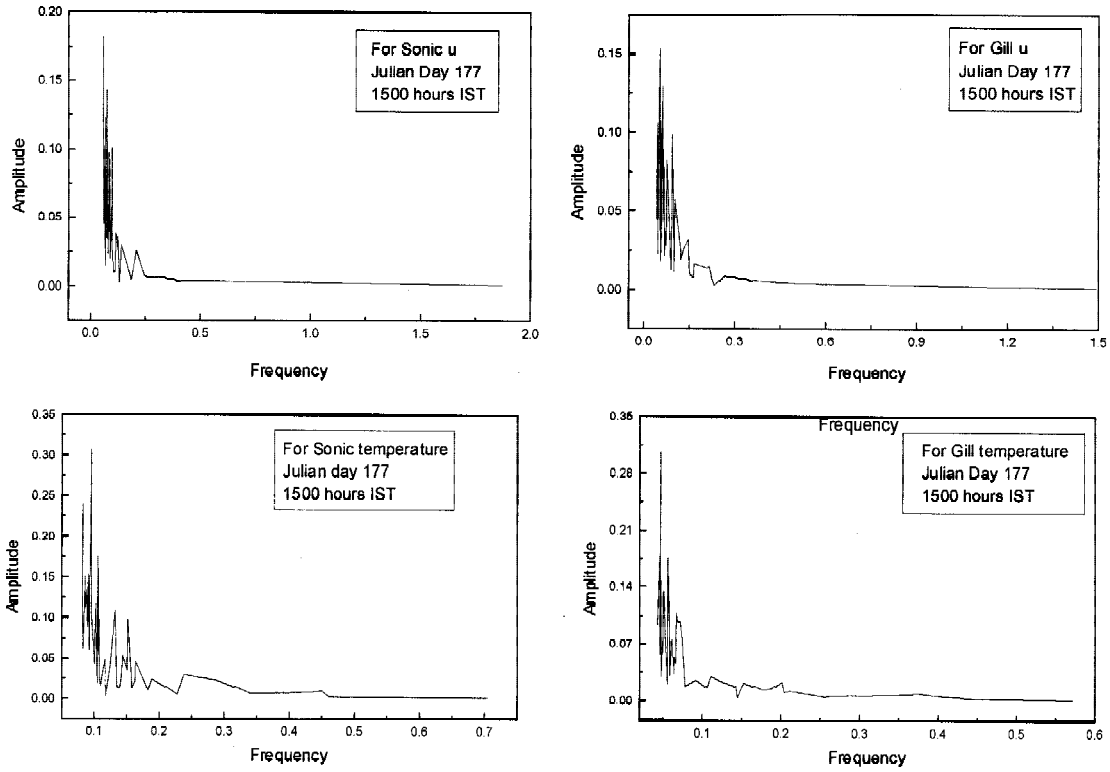 0.20
0.15
0.10
0.05
0.00
Amplitude
For Sonic u
Julian Day 177
1500 hours IST
0.0
0.5
1.0
1.5
2.0
Frequency
0.15
0.10
0.05
0.00
Amplitude
For Gill u
Julian Day 177
1500 hours IST
0.0
0.3
0.6
0.9
1.2
1.5
Frequency
0.35
0.30
0.25
0.20
0.15
0.10
0.05
0.00
Amplitude
For Sonic temperature
Julian day 177
1500 hours IST
0.1
0.2
0.3
0.4
0.5
0.6
0.7
Frequency
0.35
0.28
0.21
0.14
0.07
0.00
Amplitude
Frequency
For Gill temperature
Julian Day 177
1500 hours IST
0.1
0.2
0.3
0.4
0.5
0.6
Frequency